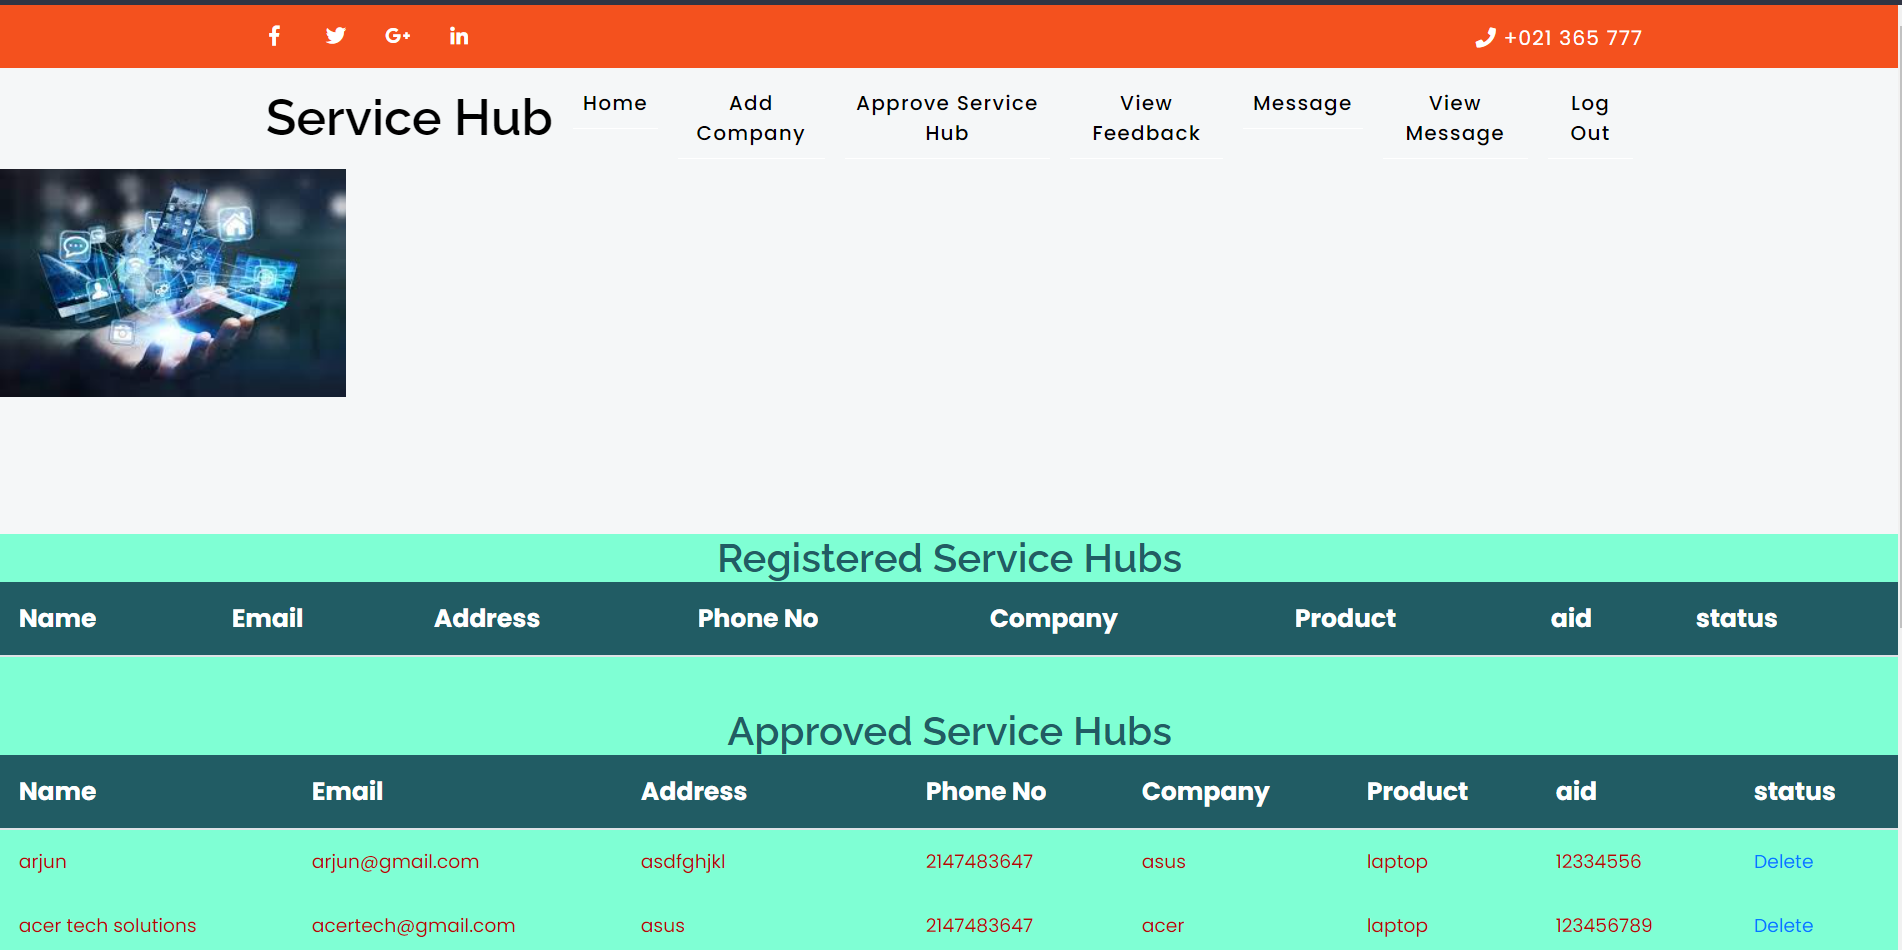 +021 365 777
Service Hub
Home
Add
Company
Approve Service
Hub
View
Feedback
Message
View
Message
Log
Out
Registered Service Hubs
Name Email Address Phone No Company Product aid status
Approved Service Hubs
Name Email Address Phone No Company Product aid status
arjun arjun@gmail.com asdfghjkl 2147483647 asus laptop 12334556 Delete
acer tech solutions acertech@gmail.com asus 2147483647 acer laptop 123456789 Delete